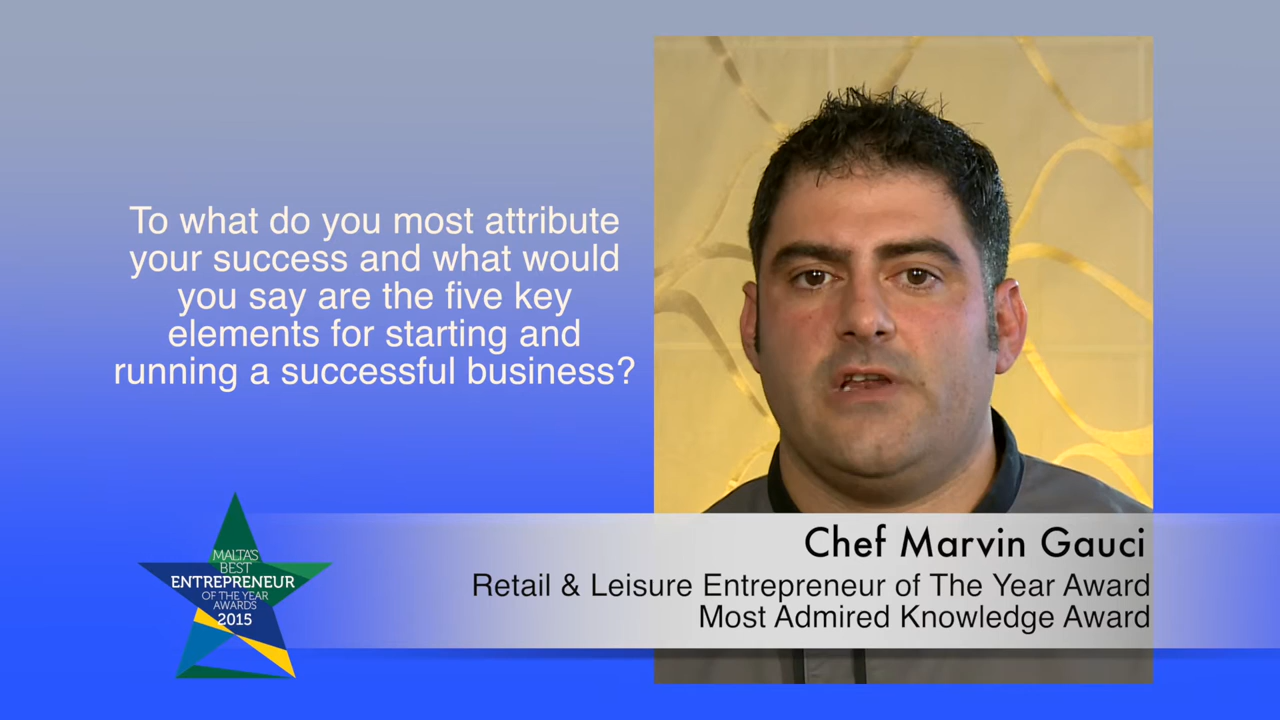 To what do you most attribute
your success and what would
you say are the five key
elements for starting and
running a successful business?
MALTA'S
BEST
ENTREPRENEUR
OF THE YEAR
AWARDS
2015
Chef Marvin Gauci
Retail & Leisure Entrepreneur of The Year Award
Most Admired Knowledge Award